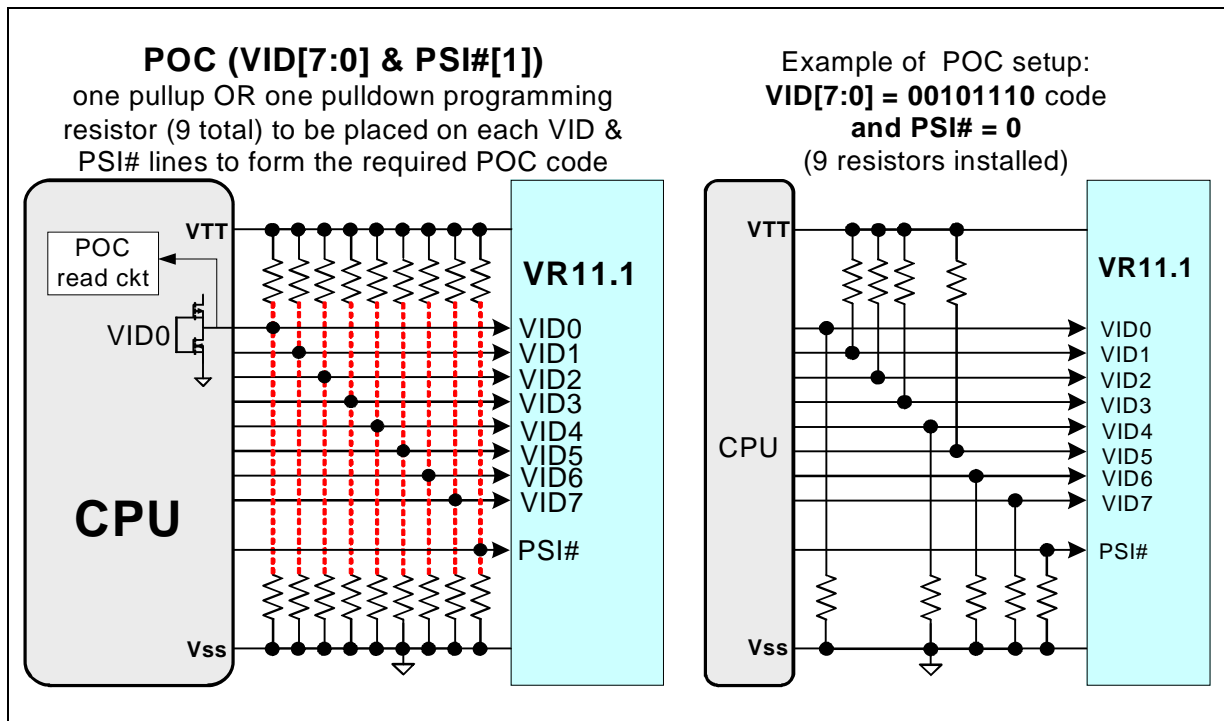 POC (VID[7:0] & PSI#[1])
one pullup OR one pulldown programming
resistor (9 total) to be placed on each VID &
PSI# lines to form the required POC code
VTT
POC
read ckt
VID0
CPU
Vss
VR11.1
VID0
VID1
VID2
VID3
VID4
VID5
VID6
VID7
PSI#
Example of POC setup:
VID[7:0] = 00101110 code
and PSI# = 0
(9 resistors installed)
VTT
CPU
Vss
VR11.1
VID0
VID1
VID2
VID3
VID4
VID5
VID6
VID7
PSI#